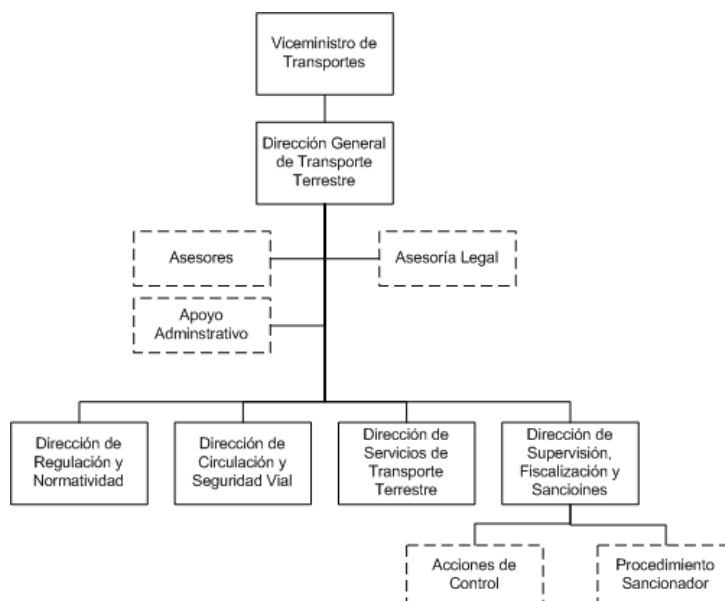 Viceministro de
Transportes
Dirección General
de Transporte
Terrestre
Asesores
Asesoría Legal
Apoyo
Adminstrativo
Dirección de
Regulación y
Normatividad
Dirección de
Circulación y
Seguridad Vial
Dirección de
Servicios de
Transporte
Terrestre
Dirección de
Supervisión,
Fiscalización y
Sancioines
Acciones de
Control
Procedimiento
Sancionador